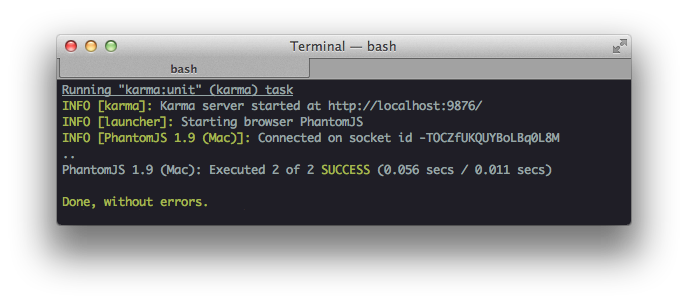 Terminal — bash
bash
Running "karma:unit" (karma) task
INFO [karma]: Karma server started at http://localhost:9876/
INFO [launcher]: Starting browser PhantomJS
INFO [PhantomJS 1.9 (Mac)]: Connected on socket id -TOCZfUKQUYBoLBq0L8M
..
PhantomJS 1.9 (Mac): Executed 2 of 2 SUCCESS (0.056 secs / 0.011 secs)
Done, without errors.